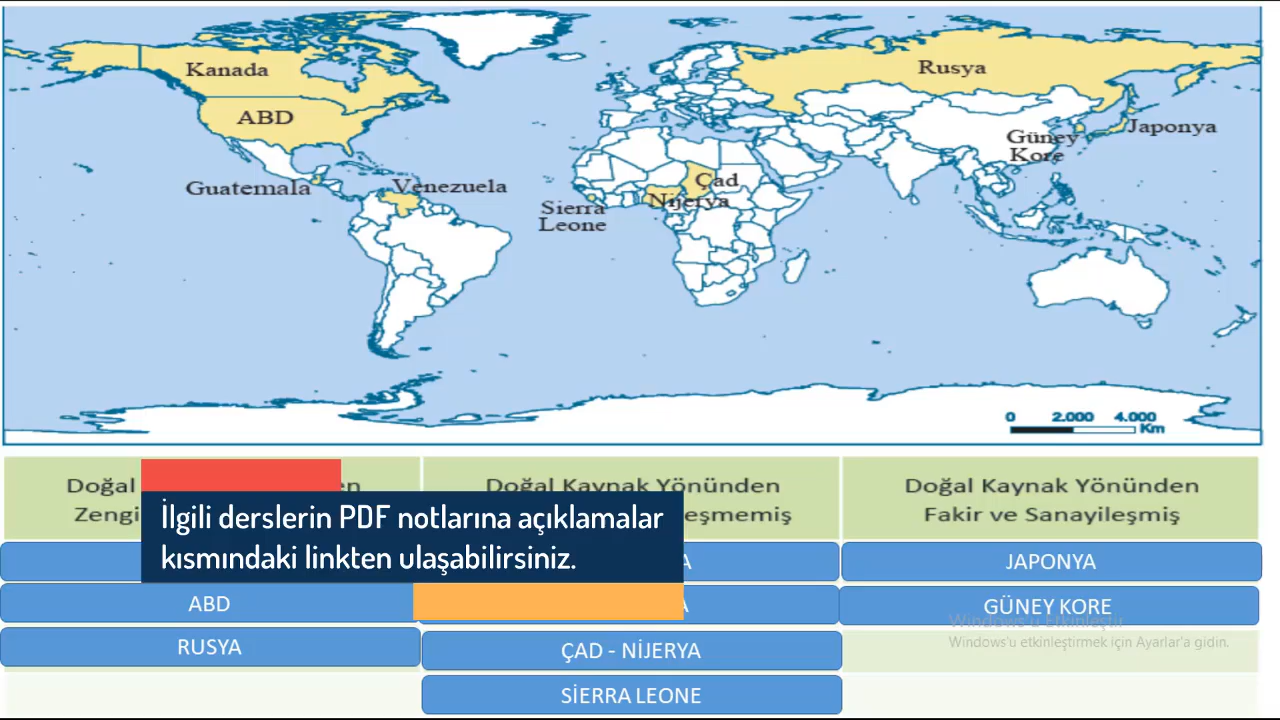 Kanada
Rusya
ABD
Japonya
Güney
Kore
Guatemala
Venezuela
Çad
Nijerya
Sierra
Leone
0 2.000 4.000
Km
Doğal
Doğal Kaynak Yönünden
Doğal Kaynak Yönünden
Fakir ve Sanayileşmiş
İlgili derslerin PDF notlarına açıklamalar
kısmındaki linkten ulaşabilirsiniz.
JAPONYA
ABD
GÜNEY KORE
Windows'u Etkinleştir
Windows'u etkinleştirmek için Ayarlar'a gidin.
RUSYA
ÇAD - NİJERYA
SİERRA LEONE